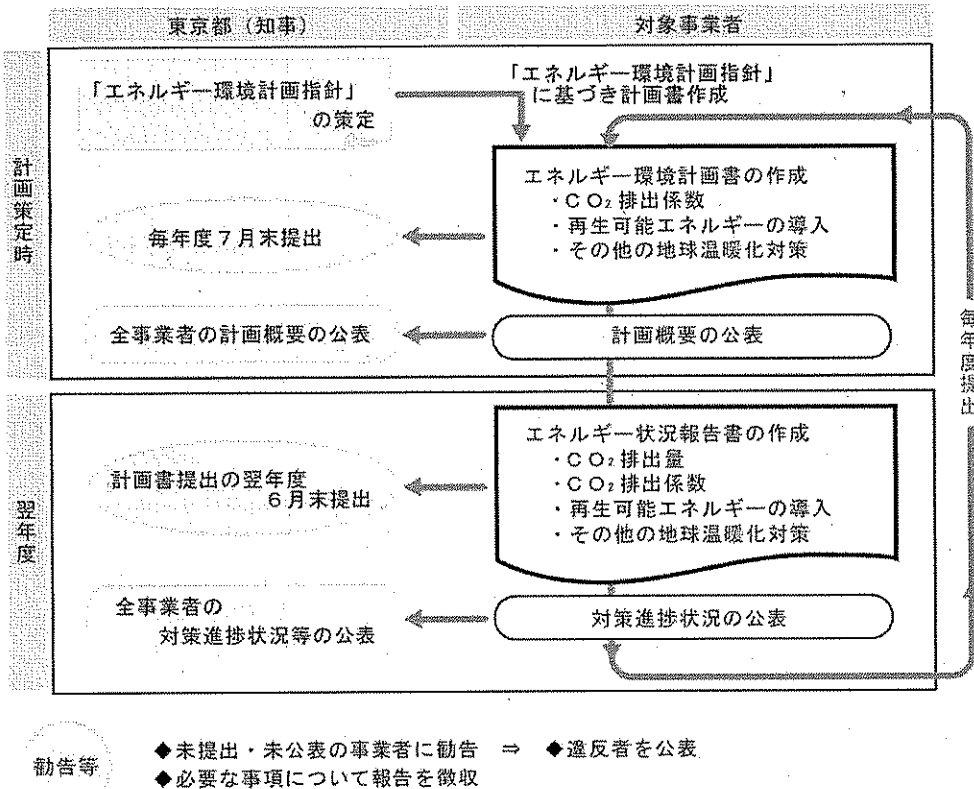 東京都(知事)
対象事業者
計画策定時
「エネルギー環境計画指針」
の策定
「エネルギー環境計画指針」
に基づき計画書作成
エネルギー環境計画書の作成
・CO₂排出係数
・再生可能エネルギーの導入
・その他の地球温暖化対策
毎年度7月末提出
全事業者の計画概要の公表
計画概要の公表
毎年度提出
翌年度
エネルギー状況報告書の作成
・CO₂排出量
・CO₂排出係数
・再生可能エネルギーの導入
・その他の地球温暖化対策
計画書提出の翌年度
6月末提出
全事業者の
対策進捗状況等の公表
対策進捗状況の公表
勧告等
◆未提出・未公表の事業者に勧告 ⇒ ◆違反者を公表
◆必要な事項について報告を徴収